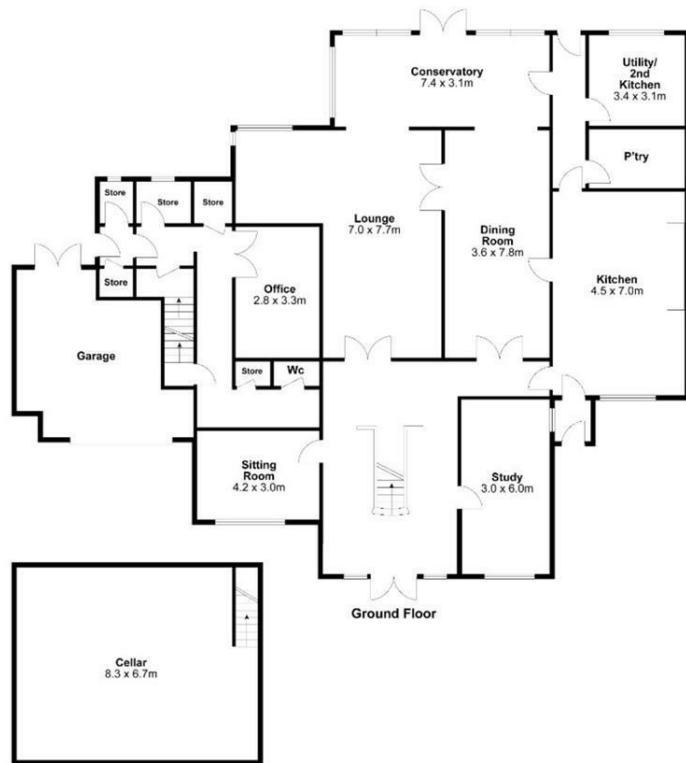 Conservatory
7.4 x 3.1m
Utility/
2nd
Kitchen
3.4 x 3.1m
P'try
Store
Store
Store
Lounge
7.0 x 7.7m
Dining
Room
3.6 x 7.8m
Kitchen
4.5 x 7.0m
Store
Office
2.8 x 3.3m
Garage
Store
Wc
Sitting
Room
4.2 x 3.0m
Study
3.0 x 6.0m
Ground Floor
Cellar
8.3 x 6.7m